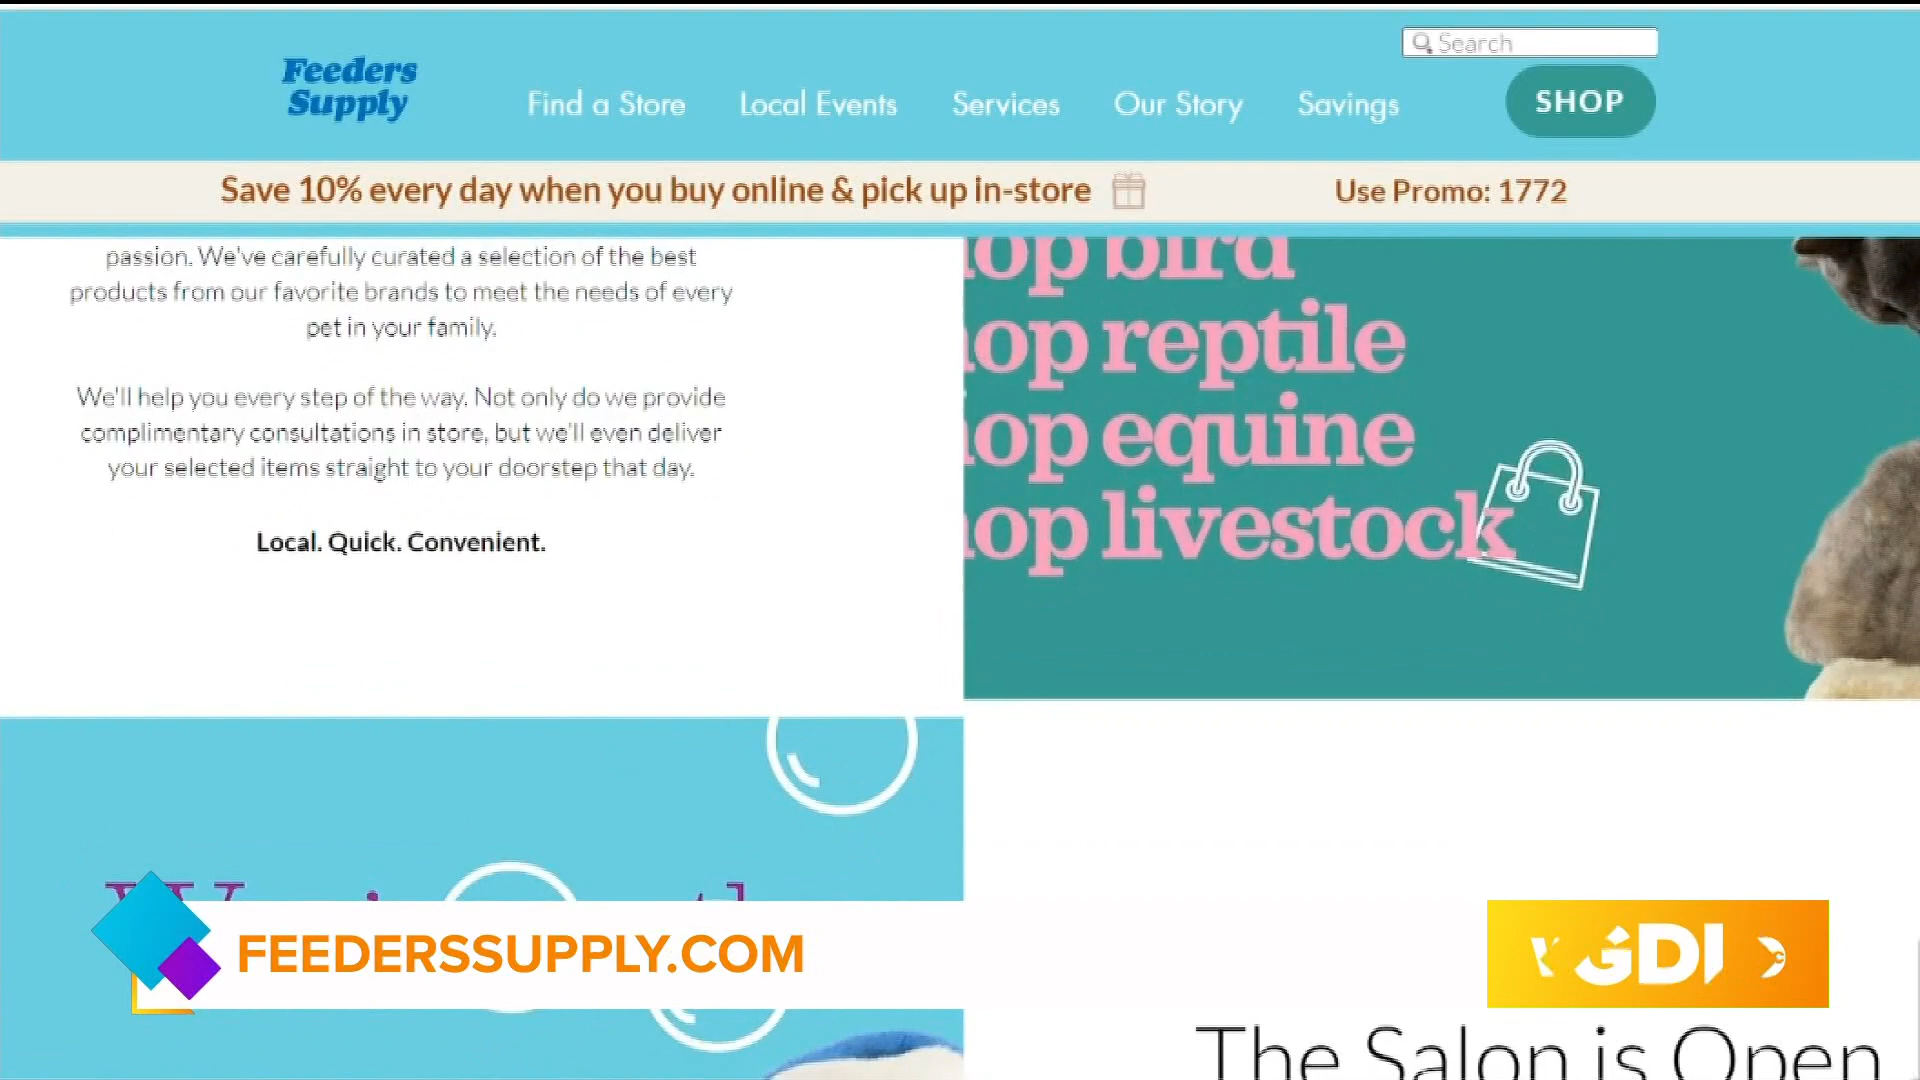 Search
Feeders
Supply
Find a Store
Local Events
Services
Our Story
Savings
SHOP
Save 10% every day when you buy online & pick up in-store
Use Promo: 1772
passion. We've carefully curated a selection of the best
products from our favorite brands to meet the needs of every
pet in your family.
We'll help you every step of the way. Not only do we provide
complimentary consultations in store, but we'll even deliver
your selected items straight to your doorstep that day.
Local. Quick. Convenient.
op bird
op reptile
op equine
op livestock
FEEDERSSUPPLY.COM
The Salon is Open